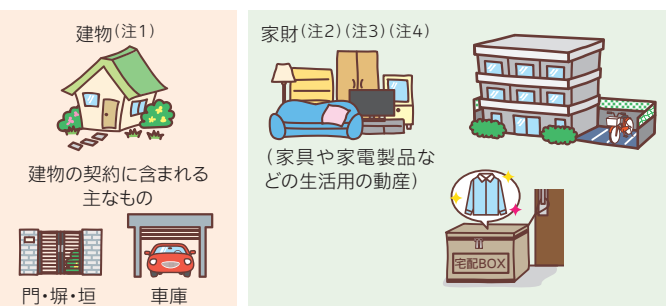 建物(注1)
建物の契約に含まれる
主なもの
門・塀・垣
車庫
家財(注2)(注3)(注4)
(家具や家電製品な
どの生活用の動産)
宅配BOX